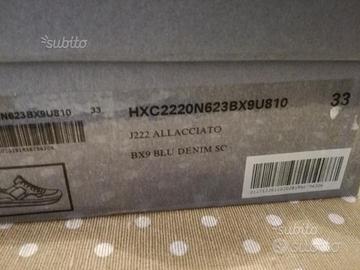 subito
N623BX9U810 33
HXC2220N623BX9U810 33
J222 ALLACCIATO
BX9 BLU DENIM SC
subito